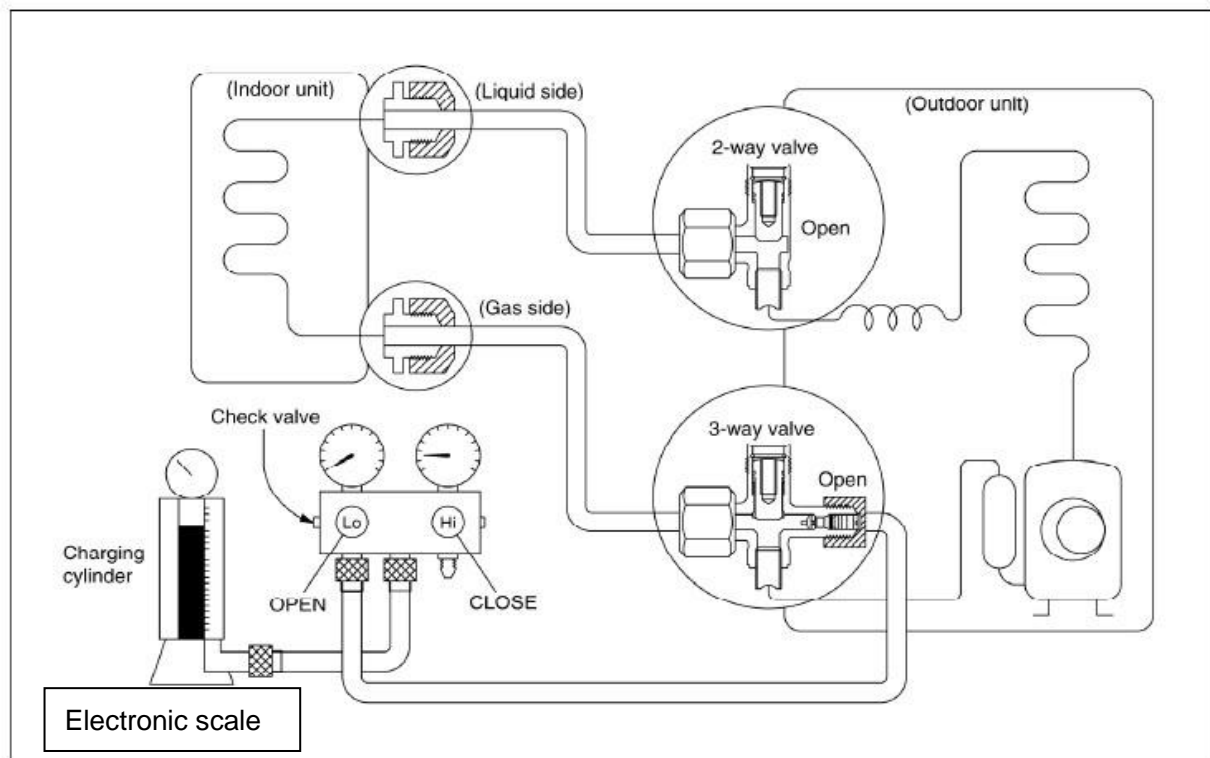 (Indoor unit)
(Liquid side)
(Outdoor unit)
2-way valve
Open
(Gas side)
Check valve
3-way valve
Open
Lo
Hi
Charging
cylinder
OPEN
CLOSE
Electronic scale